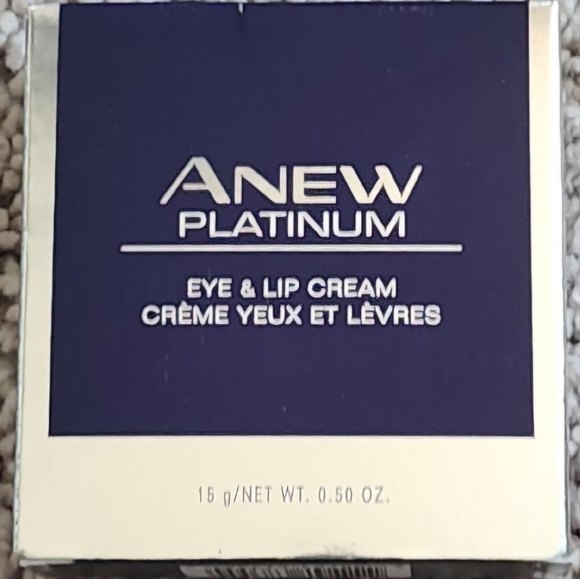 ANEW
PLATINUM
EYE & LIP CREAM
CRÈME YEUX ET LÈVRES
15 g/NET WT. 0.50 OZ.